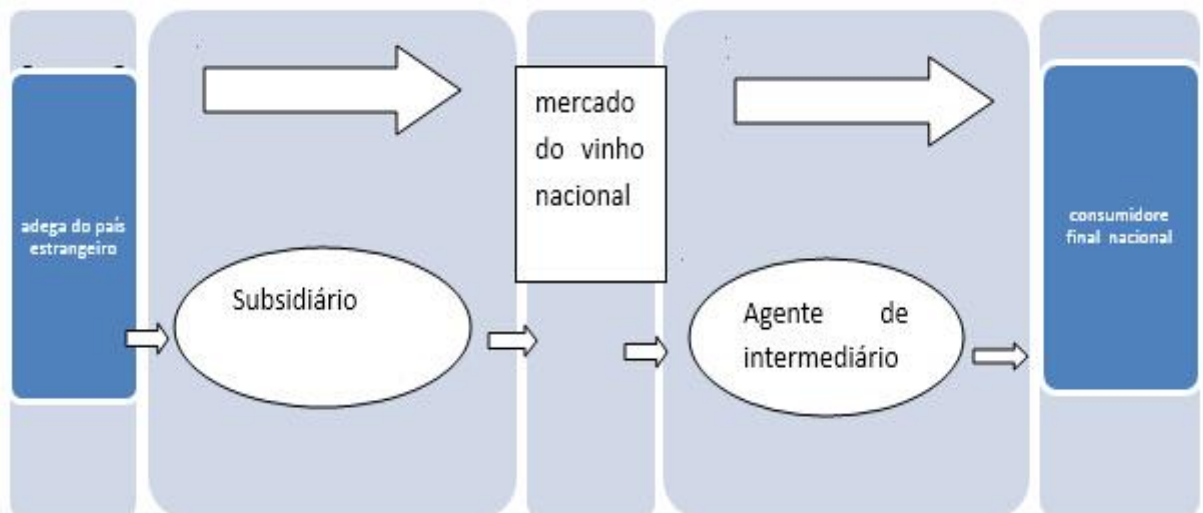 adega do país
estrangeiro
Subsidiário
mercado
do vinho
nacional
Agente de
intermediário
consumidore
final nacional